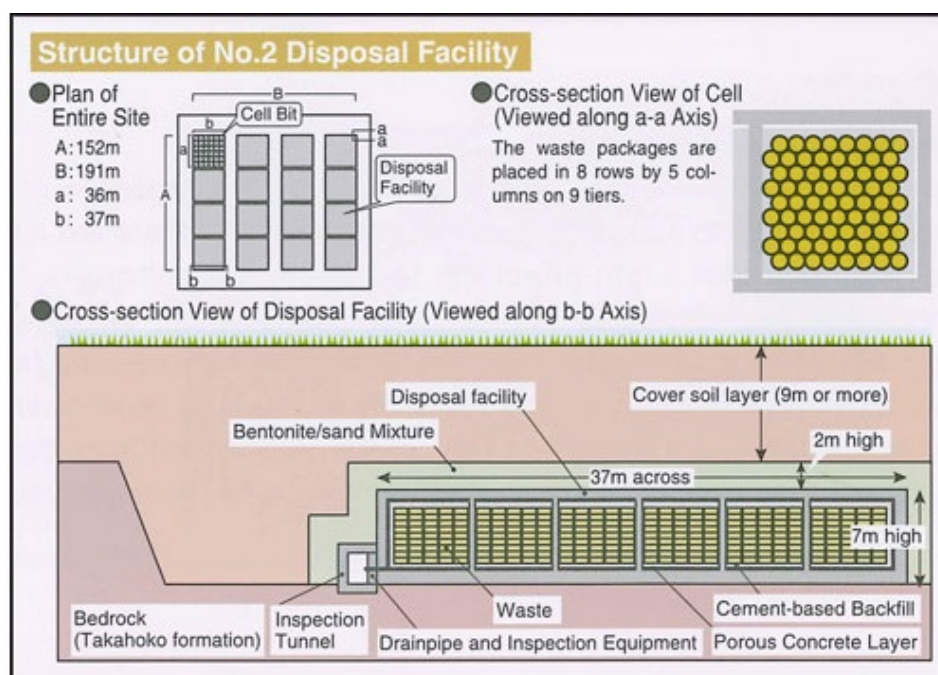 Structure of No.2 Disposal Facility
Plan of
Entire Site
A:152m
B:191m
a: 36m
b: 37m
B
b
Cell Bit
a
a
a
A
Disposal
Facility
b
b
Cross-section View of Cell
(Viewed along a-a Axis)
The waste packages are
placed in 8 rows by 5 col-
umns on 9 tiers.
Cross-section View of Disposal Facility (Viewed along b-b Axis)
Cover soil layer (9m or more)
Disposal facility
Bentonite/sand Mixture
2m high
37m across
7m high
Bedrock
(Takahoko formation)
Inspection
Tunnel
Waste
Drainpipe and Inspection Equipment
Cement-based Backfill
Porous Concrete Layer